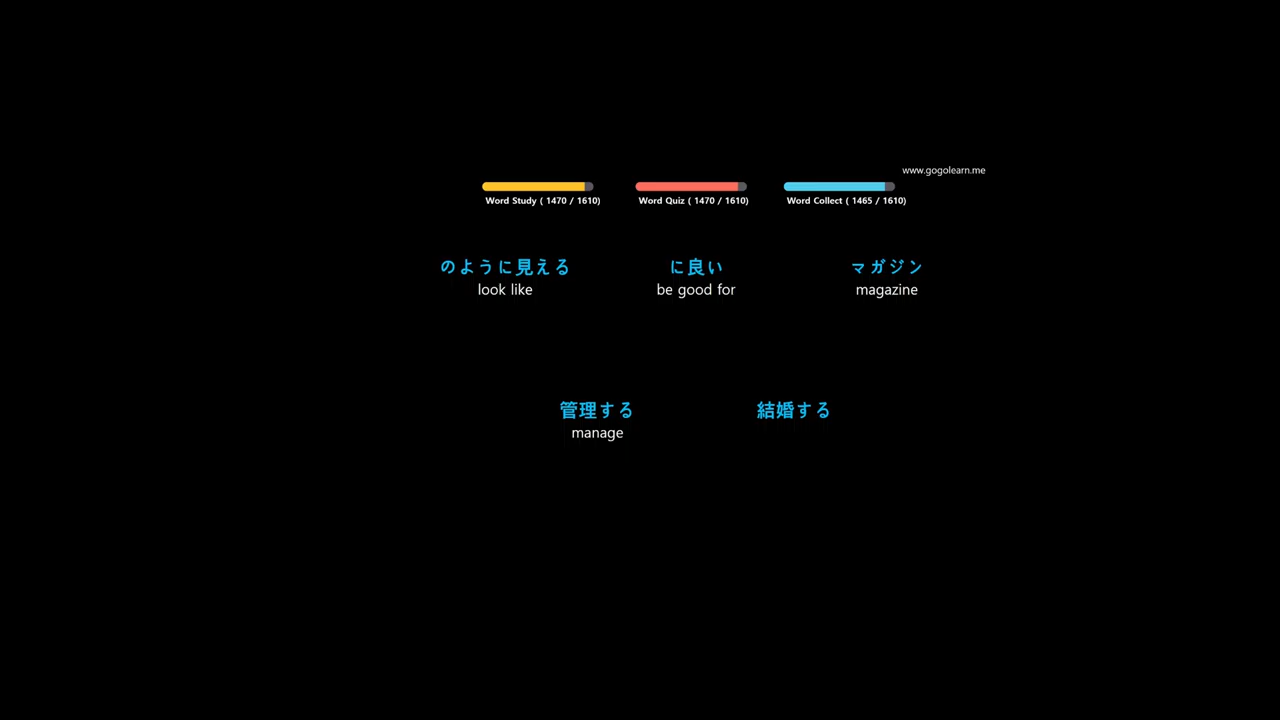 www.gogolearn.me
Word Study ( 1470 / 1610)
Word Quiz ( 1470 / 1610)
Word Collect ( 1465 / 1610)
のように見える
look like
に良い
be good for
マガジン
magazine
管理する
manage
結婚する